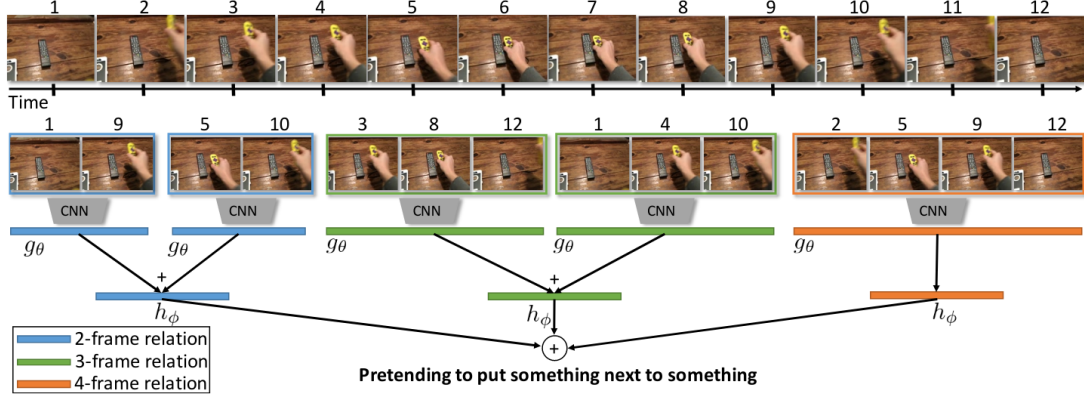 1 2 3 4 5 6 7 8 9 10 11 12
Time
1 9 5 10 3 8 12 1 4 10 2 5 9 12
CNN CNN CNN CNN CNN
gθ gθ gθ gθ gθ
+ +
hϕ hϕ hϕ
2-frame relation
3-frame relation
4-frame relation
+
Pretending to put something next to something